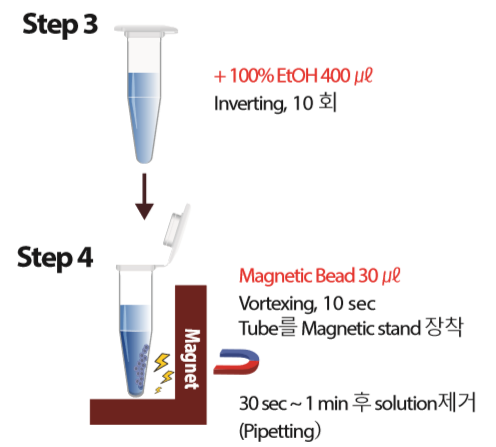 Step 3
+ 100% EtOH 400 μℓ
Inverting, 10 회
Step 4
Magnetic Bead 30 μℓ
Vortexing, 10 sec
Tube를 Magnetic stand 장착
Magnet
30 sec ~ 1 min 후 solution제거
(Pipetting)